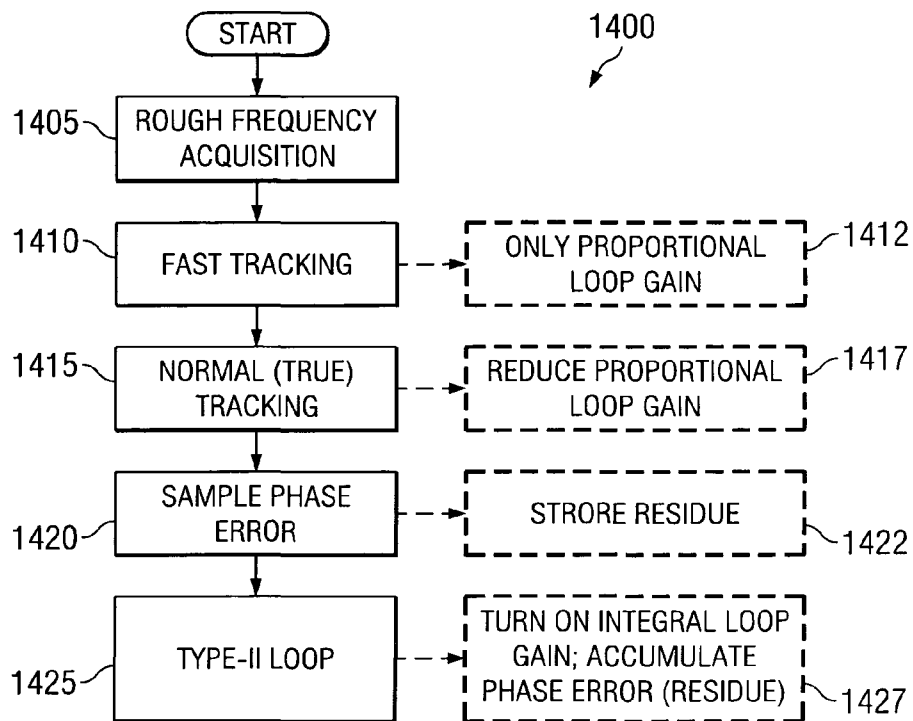 START
1400
1405
ROUGH FREQUENCY
ACQUISITION
1410
FAST TRACKING
ONLY PROPORTIONAL
LOOP GAIN
1412
1415
NORMAL (TRUE)
TRACKING
REDUCE PROPORTIONAL
LOOP GAIN
1417
SAMPLE PHASE
ERROR
1420
STRORE RESIDUE
1422
TYPE-II LOOP
1425
TURN ON INTEGRAL LOOP
GAIN; ACCUMULATE
PHASE ERROR (RESIDUE)
1427